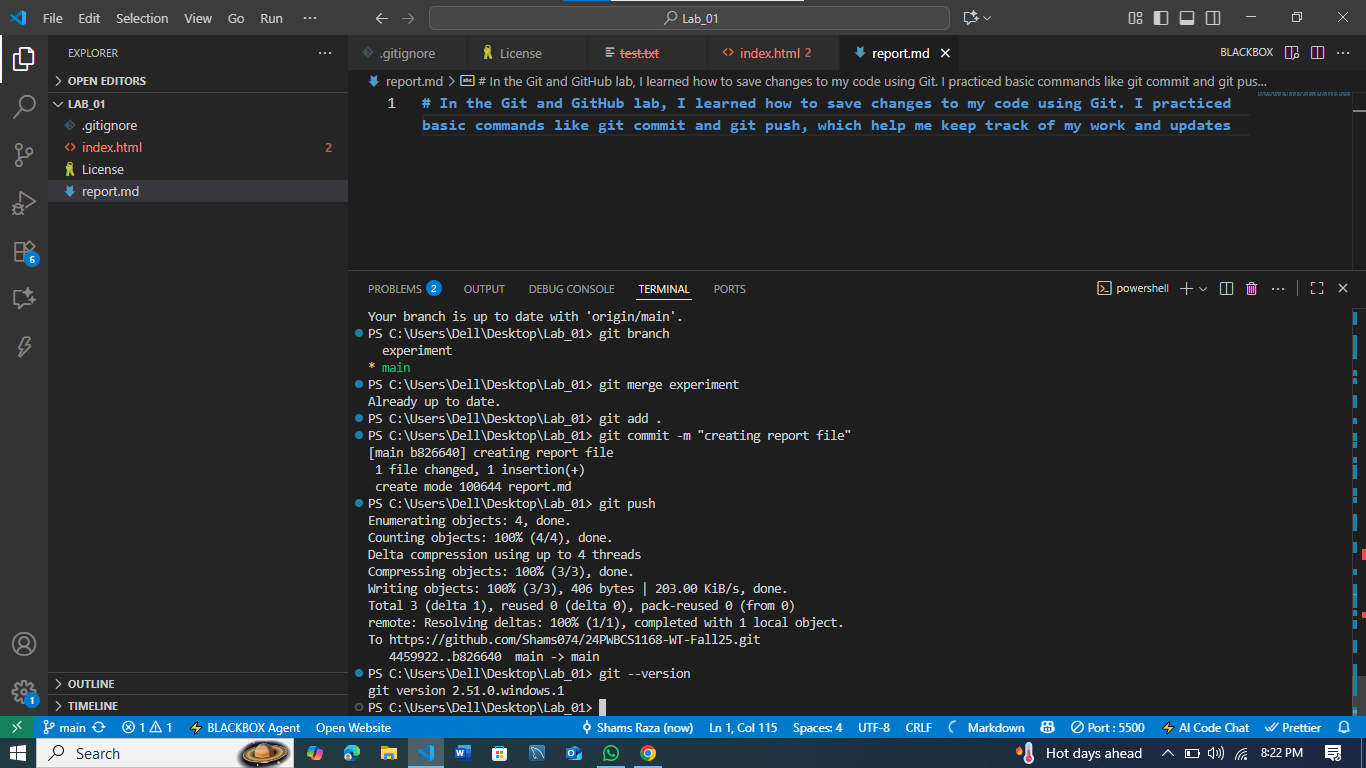 File Edit Selection View Go Run ···
Lab_01
EXPLORER ···
OPEN EDITORS
LAB_01
.gitignore
index.html 2
License
report.md
OUTLINE
TIMELINE
6
1
.gitignore
License
test.txt
index.html 2
report.md
BLACKBOX
report.md > # In the Git and GitHub lab, I learned how to save changes to my code using Git. I practiced basic commands like git commit and git pus...
1 # In the Git and GitHub lab, I learned how to save changes to my code using Git. I practiced
basic commands like git commit and git push, which help me keep track of my work and updates
PROBLEMS 2 OUTPUT DEBUG CONSOLE TERMINAL PORTS
powershell
Your branch is up to date with 'origin/main'.
PS C:\Users\Dell\Desktop\Lab_01> git branch
experiment
* main
PS C:\Users\Dell\Desktop\Lab_01> git merge experiment
Already up to date.
PS C:\Users\Dell\Desktop\Lab_01> git add .
PS C:\Users\Dell\Desktop\Lab_01> git commit -m "creating report file"
[main b826640] creating report file
1 file changed, 1 insertion(+)
create mode 100644 report.md
PS C:\Users\Dell\Desktop\Lab_01> git push
Enumerating objects: 4, done.
Counting objects: 100% (4/4), done.
Delta compression using up to 4 threads
Compressing objects: 100% (3/3), done.
Writing objects: 100% (3/3), 406 bytes | 203.00 KiB/s, done.
Total 3 (delta 1), reused 0 (delta 0), pack-reused 0 (from 0)
remote: Resolving deltas: 100% (1/1), completed with 1 local object.
To https://github.com/Shams074/24PWBCS1168-WT-Fall25.git
4459922..b826640  main -> main
PS C:\Users\Dell\Desktop\Lab_01> git --version
git version 2.51.0.windows.1
PS C:\Users\Dell\Desktop\Lab_01>
main 1 1 BLACKBOX Agent Open Website Shams Raza (now) Ln 1, Col 115 Spaces: 4 UTF-8 CRLF Markdown Port : 5500 AI Code Chat Prettier
Search Hot days ahead 8:22 PM